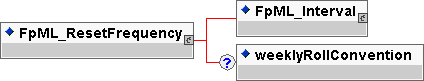 FpML_Interval
FpML_ResetFrequency
c
c
? weeklyRollConvention